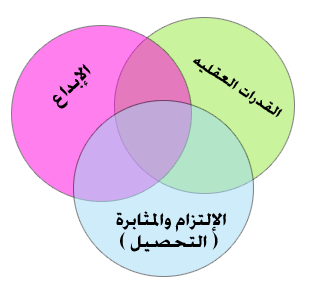 القدرات العقليه
الإبداع
الإلتزام والمثابرة
( التحصيل )